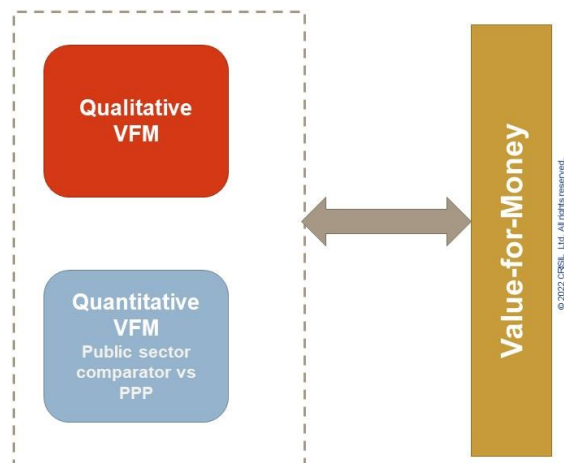 Qualitative
VFM
Quantitative
VFM
Public sector
comparator vs
PPP
Value-for-Money
© 2022 CRISIL Ltd. All rights reserved.